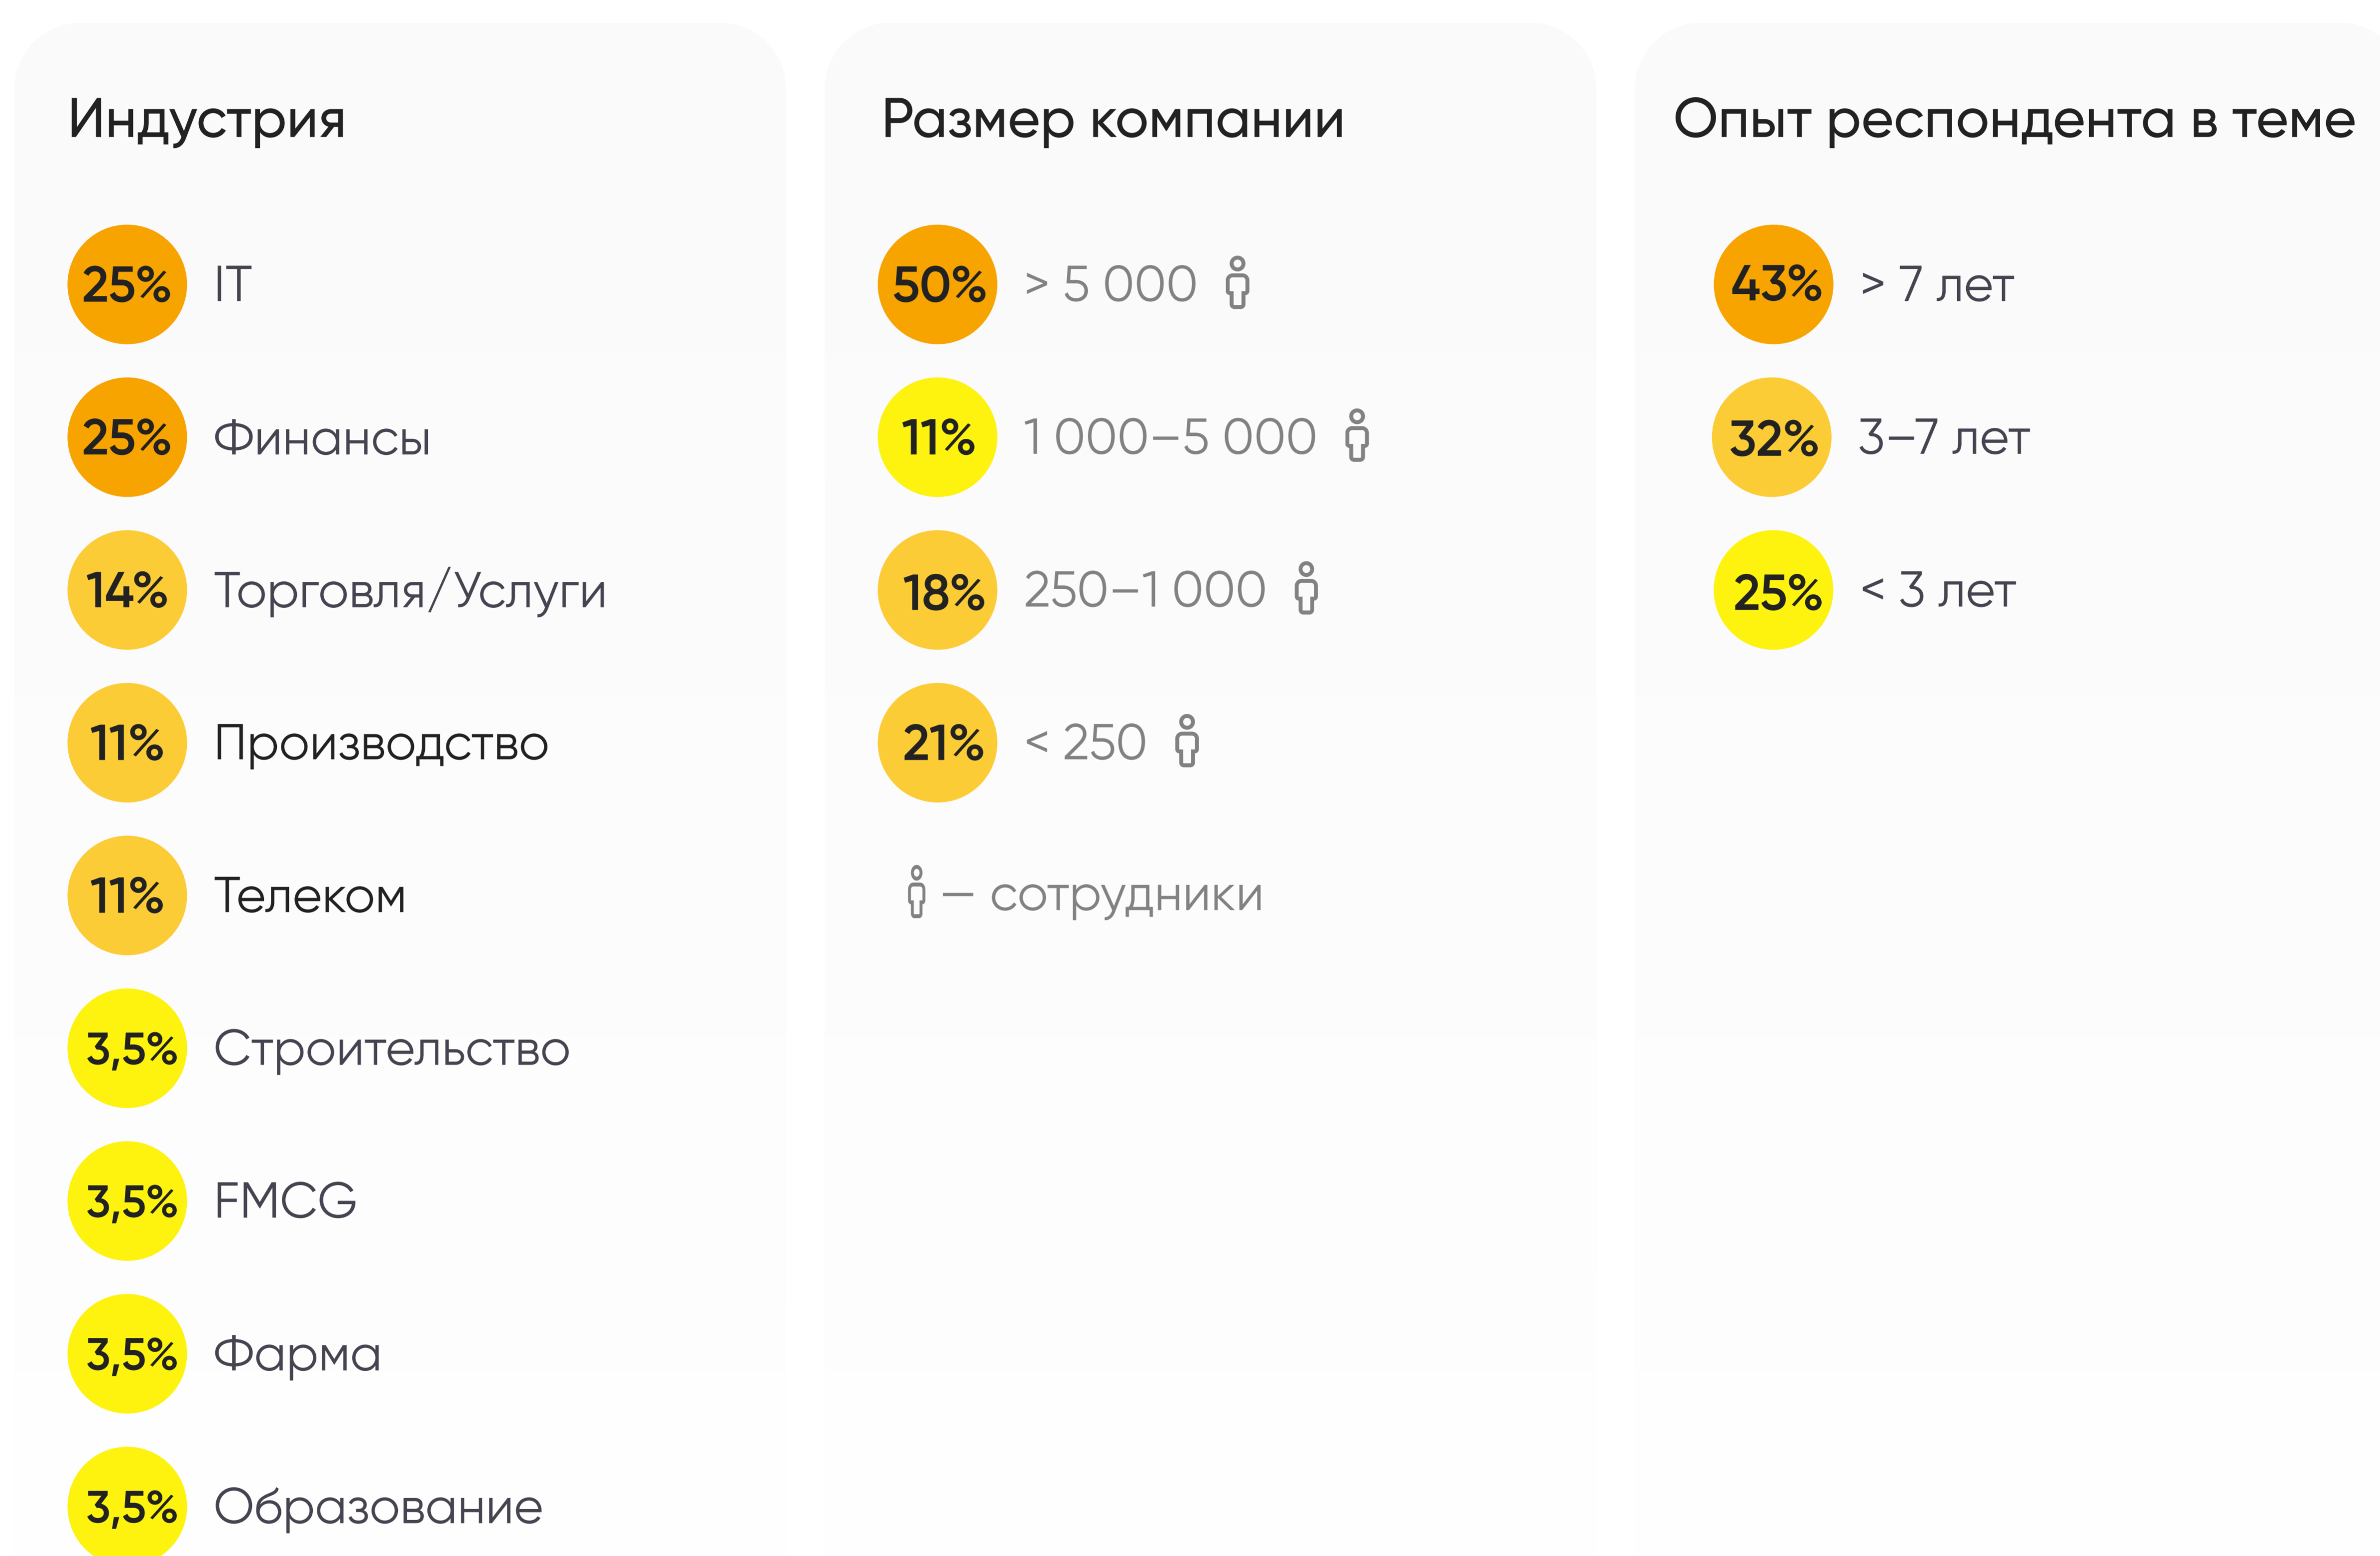 Индустрия
25% IT
25% Финансы
14% Торговля/Услуги
11% Производство
11% Телеком
3,5% Строительство
3,5% FMCG
3,5% Фарма
3,5% Образование
Размер компании
50% > 5 000
11% 1 000–5 000
18% 250–1 000
21% < 250
— сотрудники
Опыт респондента в теме
43% > 7 лет
32% 3–7 лет
25% < 3 лет